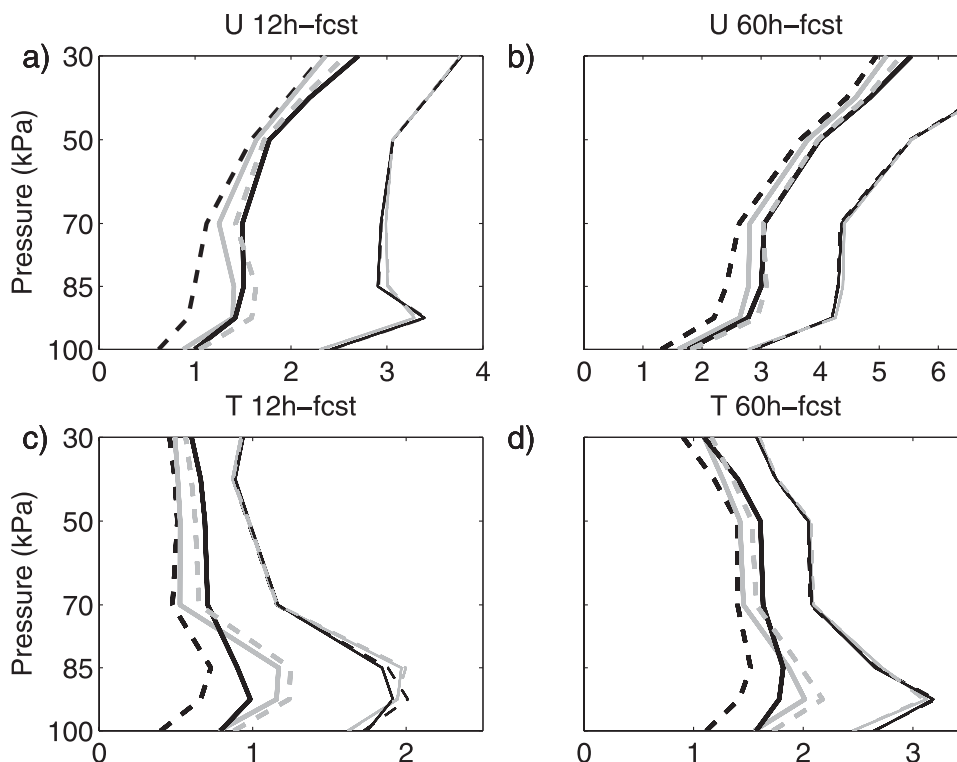 U 12h−fcst
U 60h−fcst
a)
b)
30
50
70
85
100
Pressure (kPa)
0 1 2 3 4
0 1 2 3 4 5 6
T 12h−fcst
T 60h−fcst
c)
d)
30
50
70
85
100
Pressure (kPa)
0 1 2
0 1 2 3